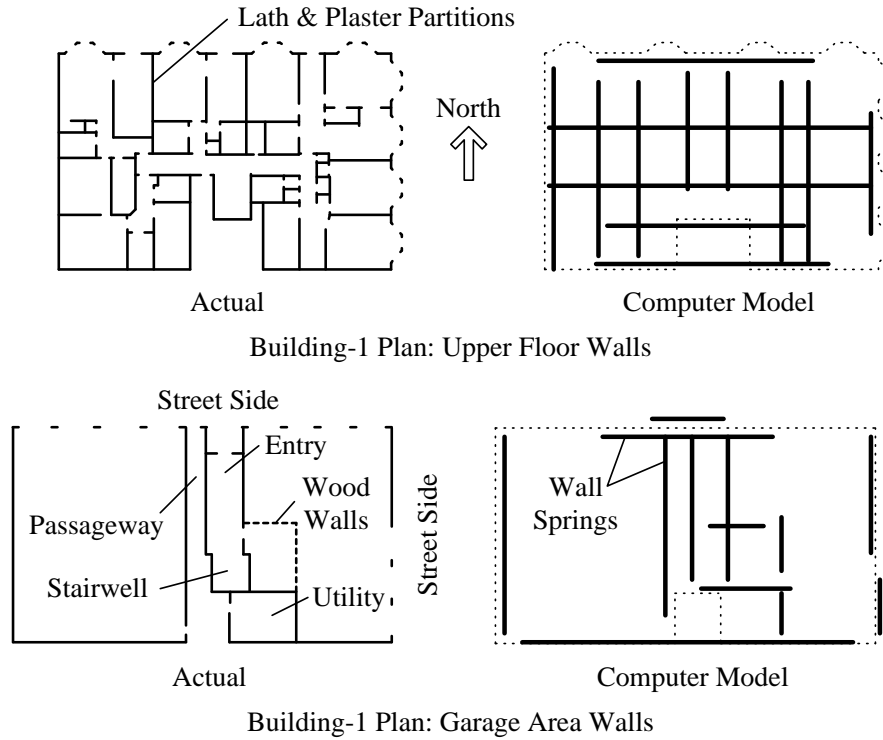 Lath & Plaster Partitions
North
Actual
Computer Model
Building-1 Plan: Upper Floor Walls
Street Side
Entry
Wood
Walls
Passageway
Stairwell
Utility
Street Side
Wall
Springs
Actual
Computer Model
Building-1 Plan: Garage Area Walls